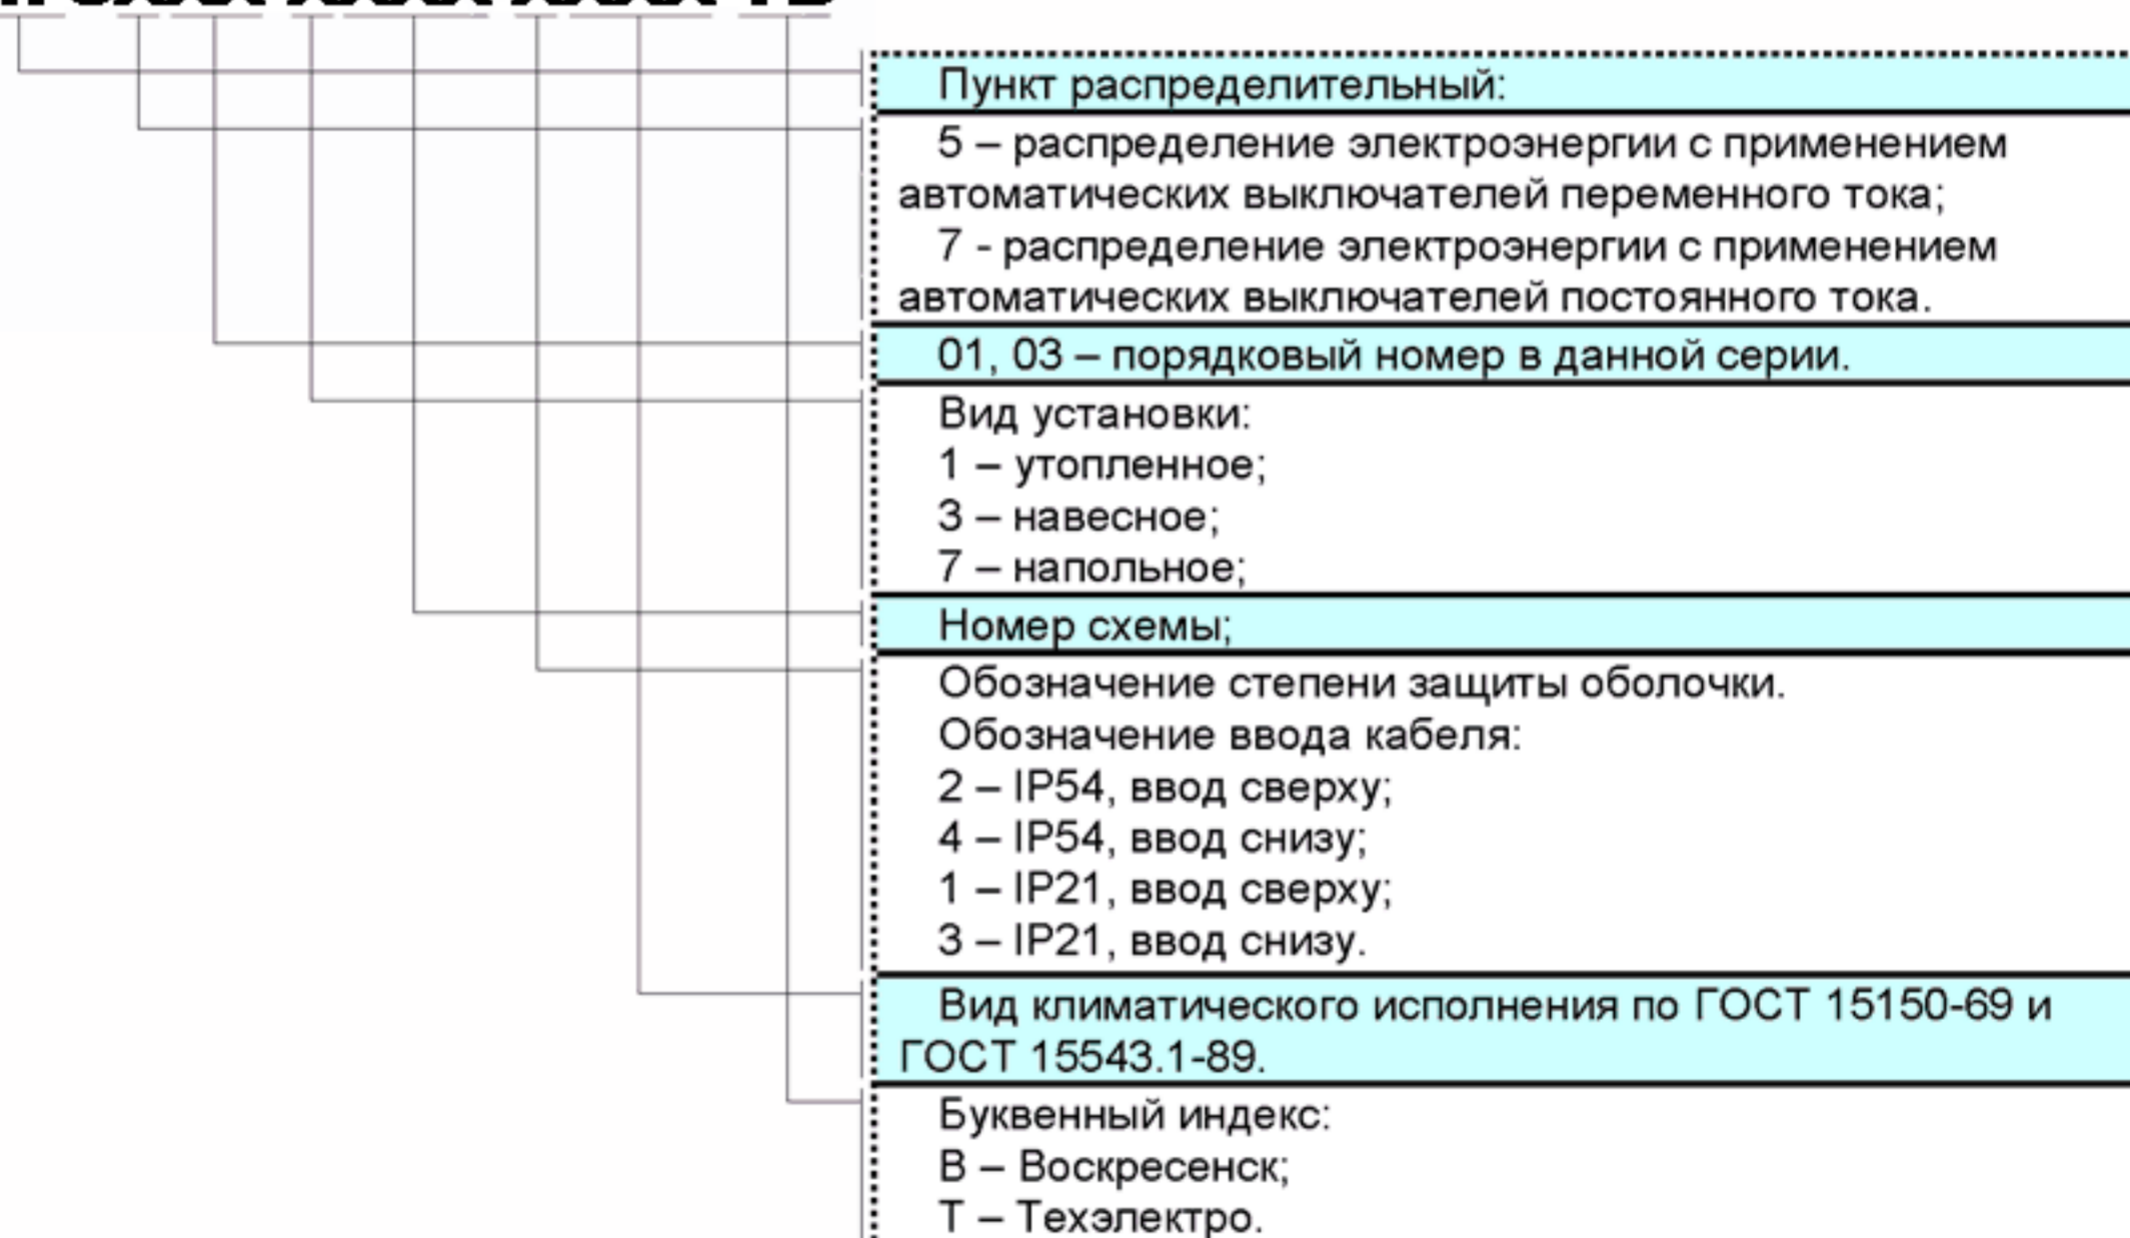 Пункт распределительный:
5 – распределение электроэнергии с применением
автоматических выключателей переменного тока;
7 - распределение электроэнергии с применением
автоматических выключателей постоянного тока.
01, 03 – порядковый номер в данной серии.
Вид установки:
1 – утопленное;
3 – навесное;
7 – напольное;
Номер схемы;
Обозначение степени защиты оболочки.
Обозначение ввода кабеля:
2 – IP54, ввод сверху;
4 – IP54, ввод снизу;
1 – IP21, ввод сверху;
3 – IP21, ввод снизу.
Вид климатического исполнения по ГОСТ 15150-69 и
ГОСТ 15543.1-89.
Буквенный индекс:
В – Воскресенск;
Т – Техэлектро.